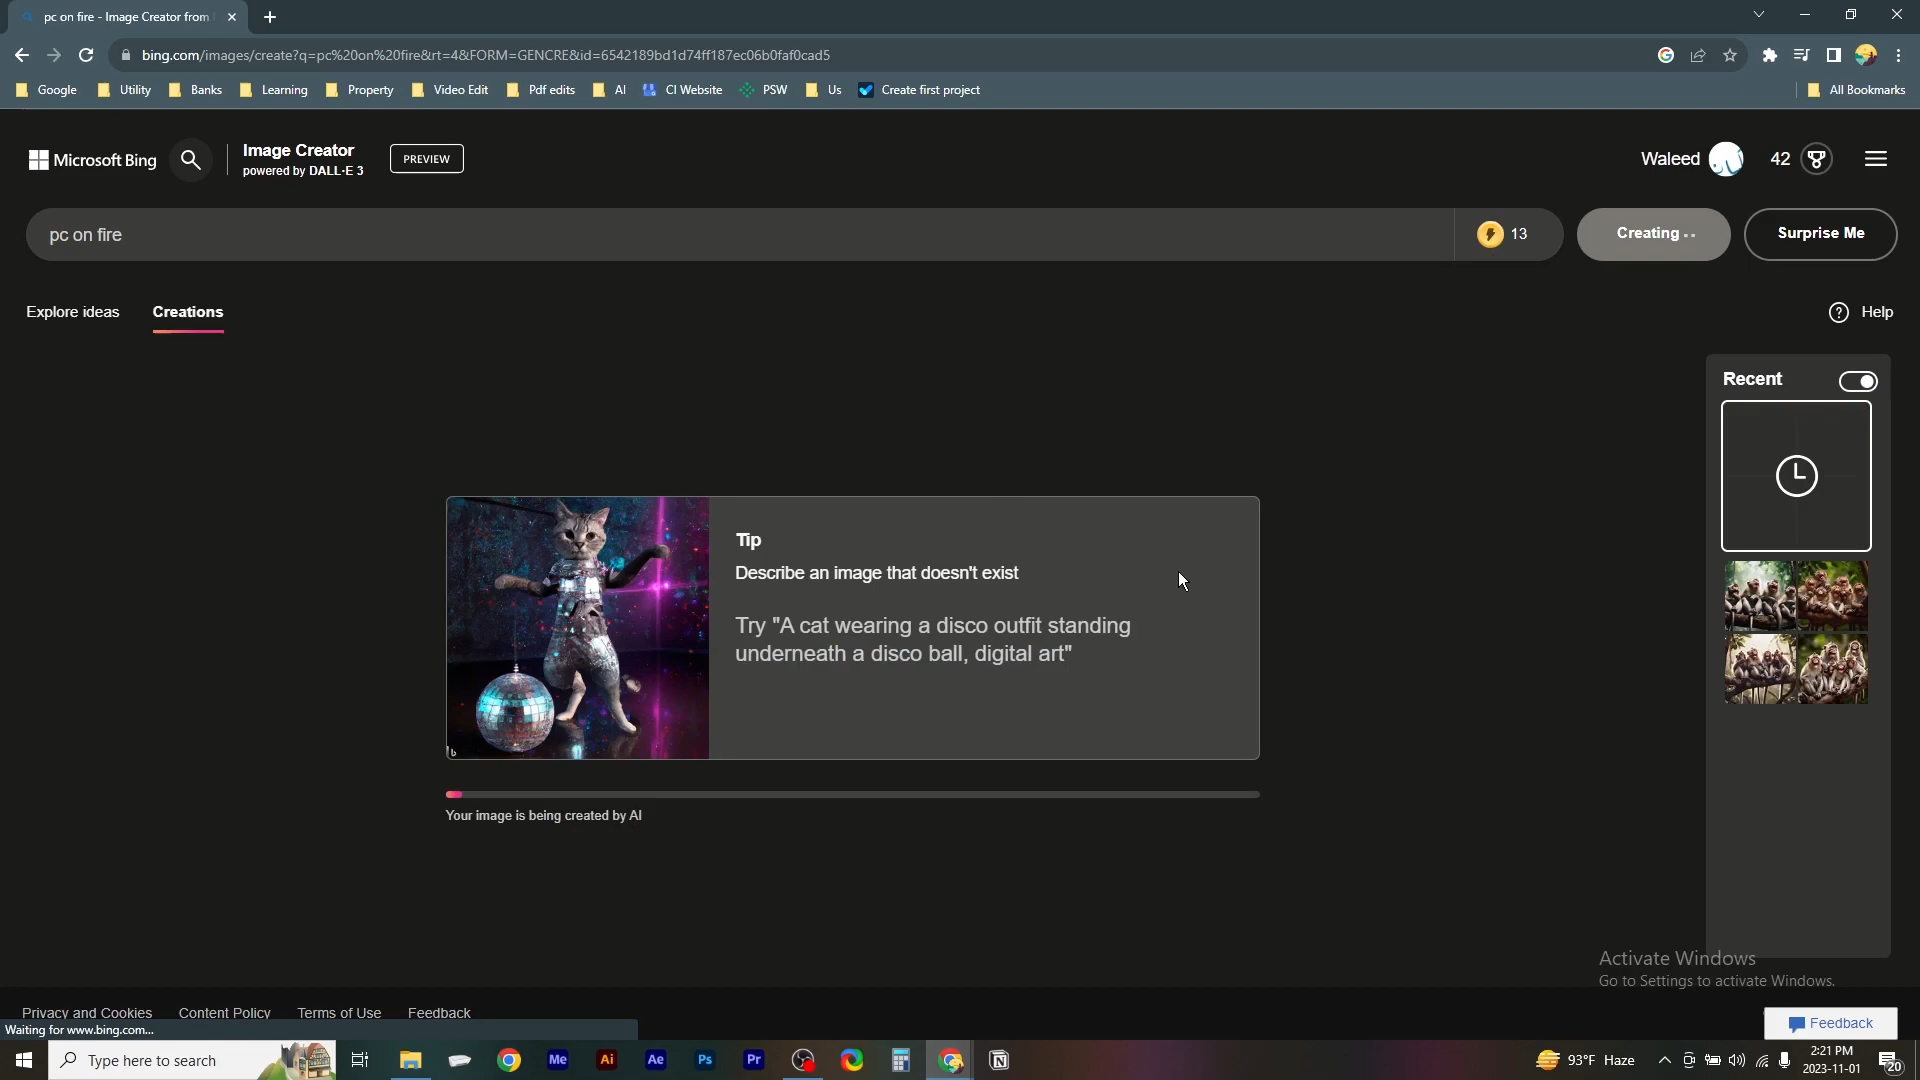 pc on fire - Image Creator from
bing.com/images/create?q=pc%20on%20fire&rt=4&FORM=GENCRE&id=6542189bd1d74ff187ec06b0faf0cad5
Google
Utility
Banks
Learning
Property
Video Edit
Pdf edits
AI
CI Website
PSW
Us
Create first project
All Bookmarks
Microsoft Bing
Image Creator
powered by DALL·E 3
PREVIEW
Waleed
42
pc on fire
13
Creating
Surprise Me
Explore ideas
Creations
Help
Recent
Tip
Describe an image that doesn't exist
Try "A cat wearing a disco outfit standing
underneath a disco ball, digital art"
Your image is being created by AI
Activate Windows
Go to Settings to activate Windows.
Privacy and Cookies
Content Policy
Terms of Use
Feedback
Feedback
Waiting for www.bing.com...
Type here to search
Me
Ai
Ae
Ps
Pr
93°F Haze
2:21 PM
2023-11-01
20